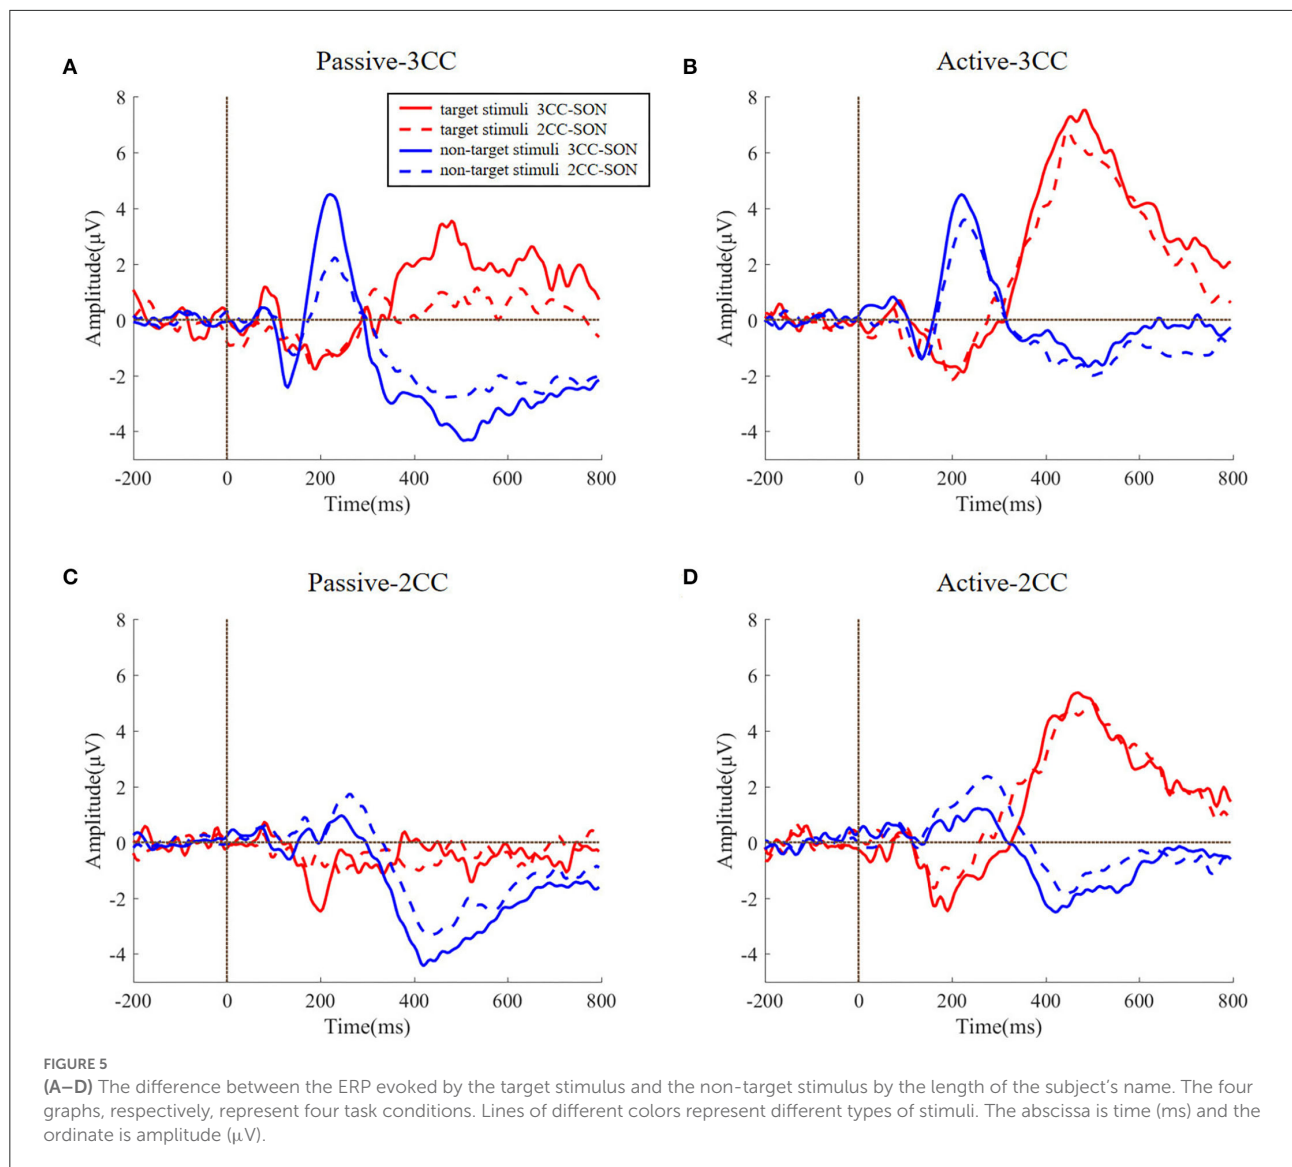 A
Passive-3CC
8
6
4
2
0
-2
-4
Amplitude(μV)
-200 0 200 400 600 800
Time(ms)
target stimuli 3CC-SON
target stimuli 2CC-SON
non-target stimuli 3CC-SON
non-target stimuli 2CC-SON
B
Active-3CC
8
6
4
2
0
-2
-4
Amplitude(μV)
-200 0 200 400 600 800
Time(ms)
C
Passive-2CC
8
6
4
2
0
-2
-4
Amplitude(μV)
-200 0 200 400 600 800
Time(ms)
D
Active-2CC
8
6
4
2
0
-2
-4
Amplitude(μV)
-200 0 200 400 600 800
Time(ms)
FIGURE 5
(A–D) The difference between the ERP evoked by the target stimulus and the non-target stimulus by the length of the subject's name. The four
graphs, respectively, represent four task conditions. Lines of different colors represent different types of stimuli. The abscissa is time (ms) and the
ordinate is amplitude (μV).